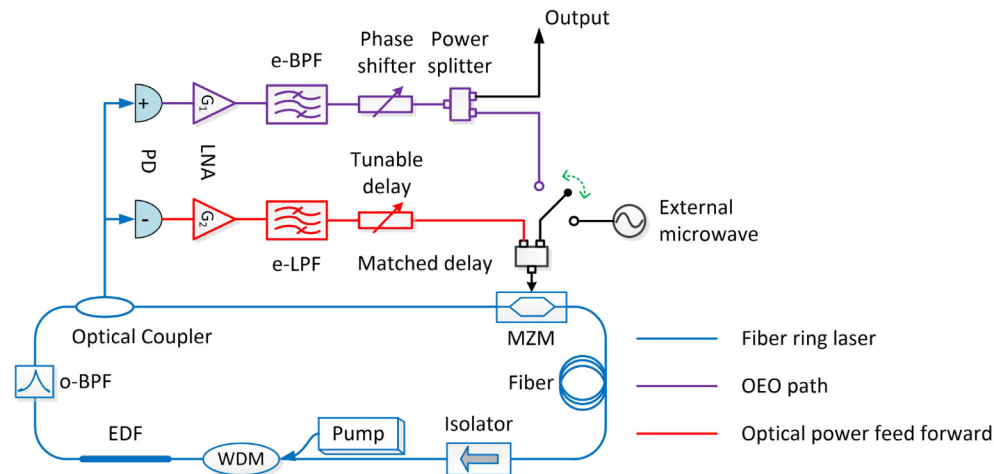 Output
Phase
shifter
Power
splitter
e-BPF
+
G1
PD
LNA
Tunable
delay
-
G2
e-LPF
Matched delay
External
microwave
Optical Coupler
MZM
Fiber ring laser
o-BPF
Fiber
OEO path
EDF
Pump
Isolator
WDM
Optical power feed forward